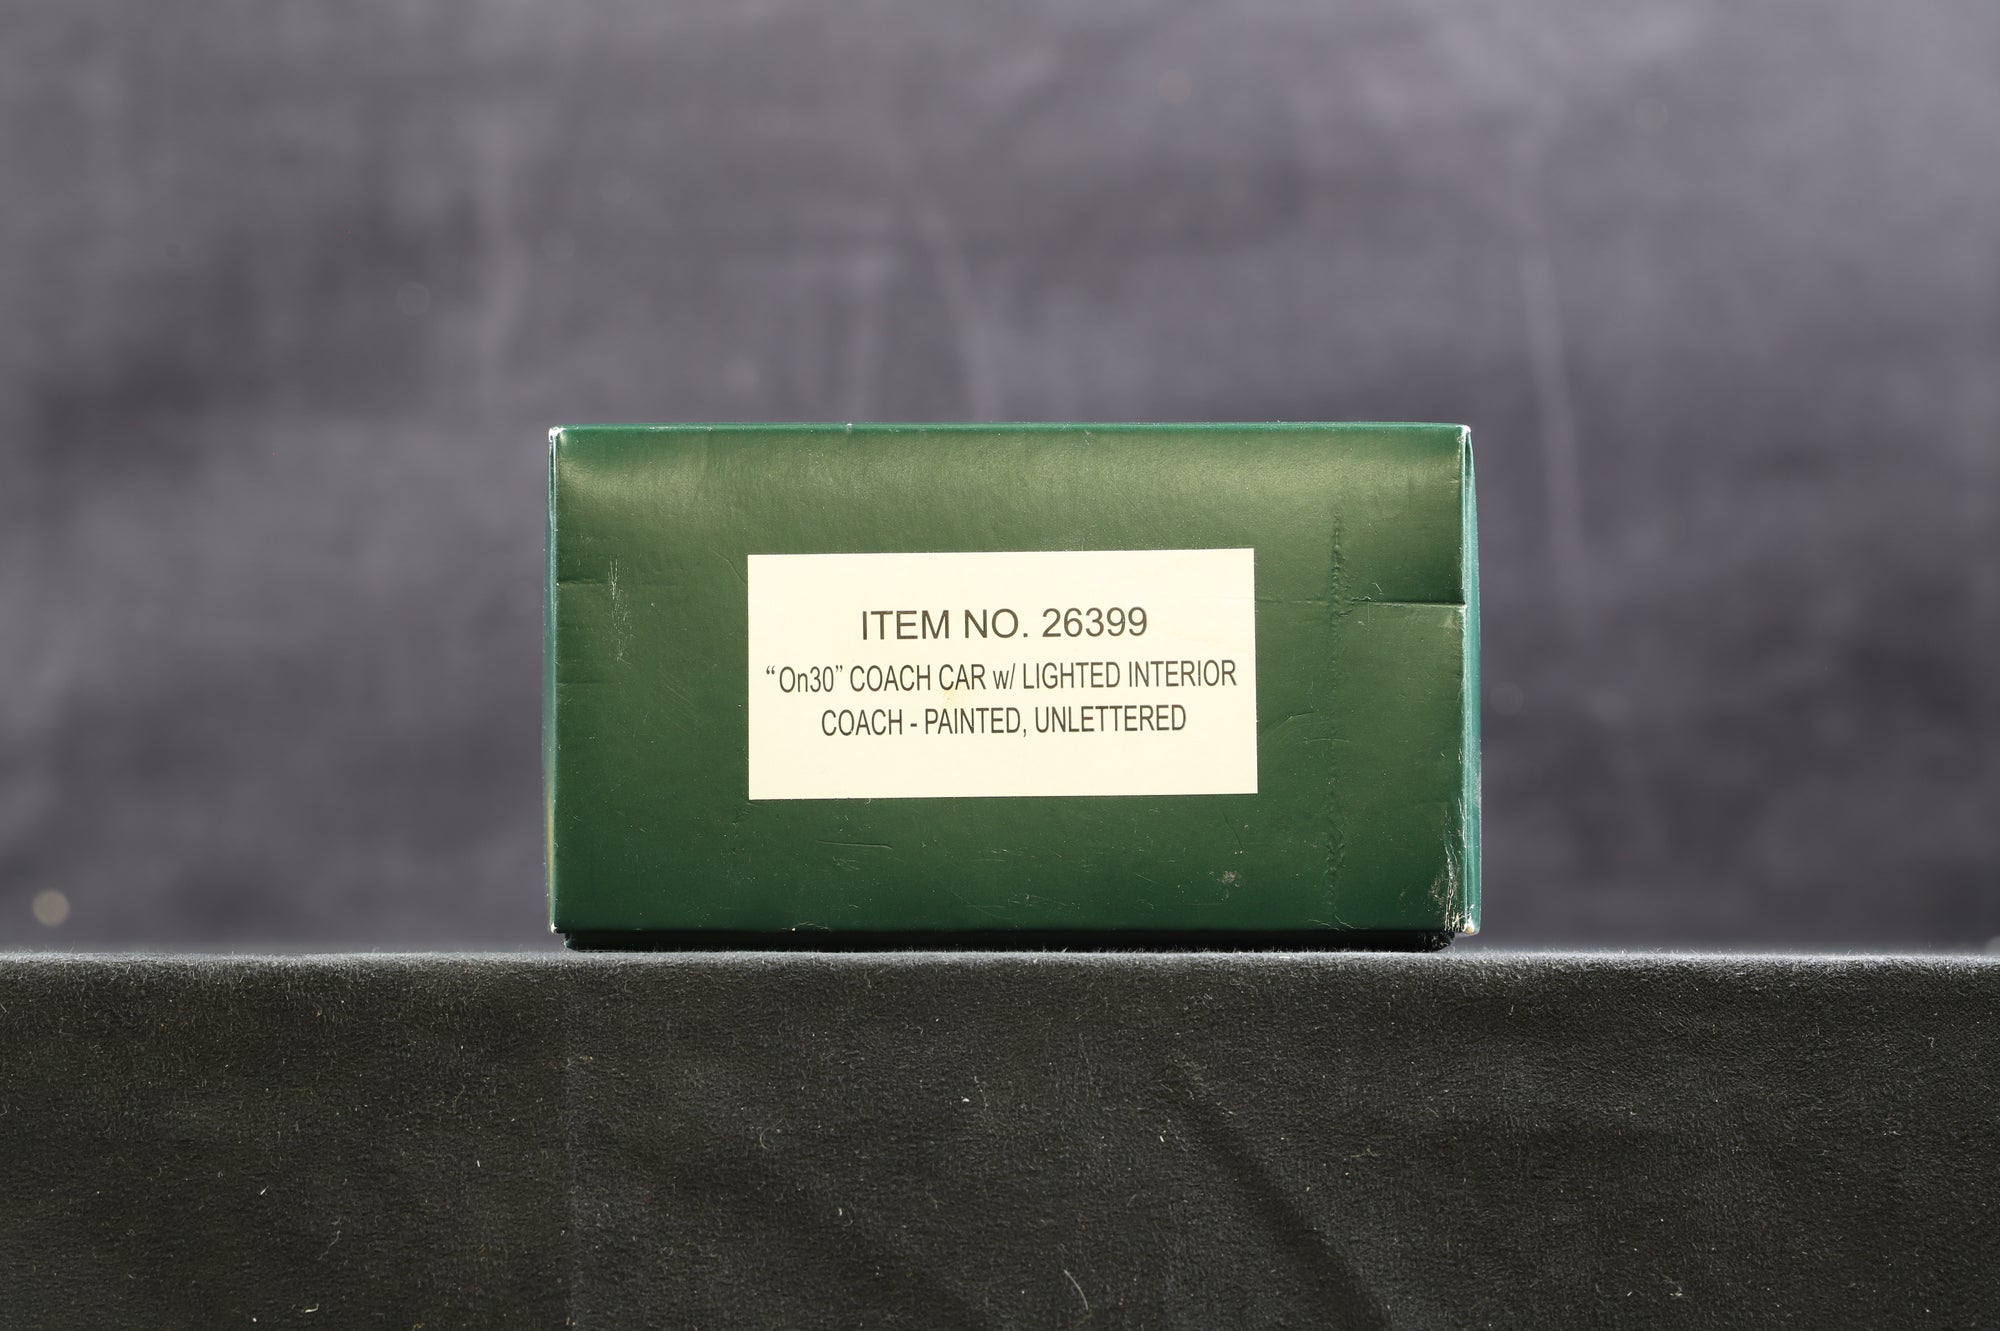 ITEM NO. 26399
“On30” COACH CAR w/ LIGHTED INTERIOR
COACH - PAINTED, UNLETTERED